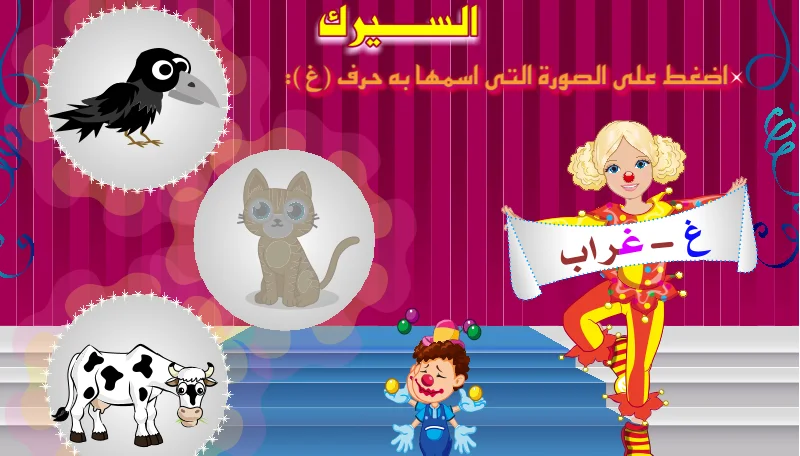 السيرك
اضغط على الصورة التى اسمها به حرف (غ):
غ - غراب